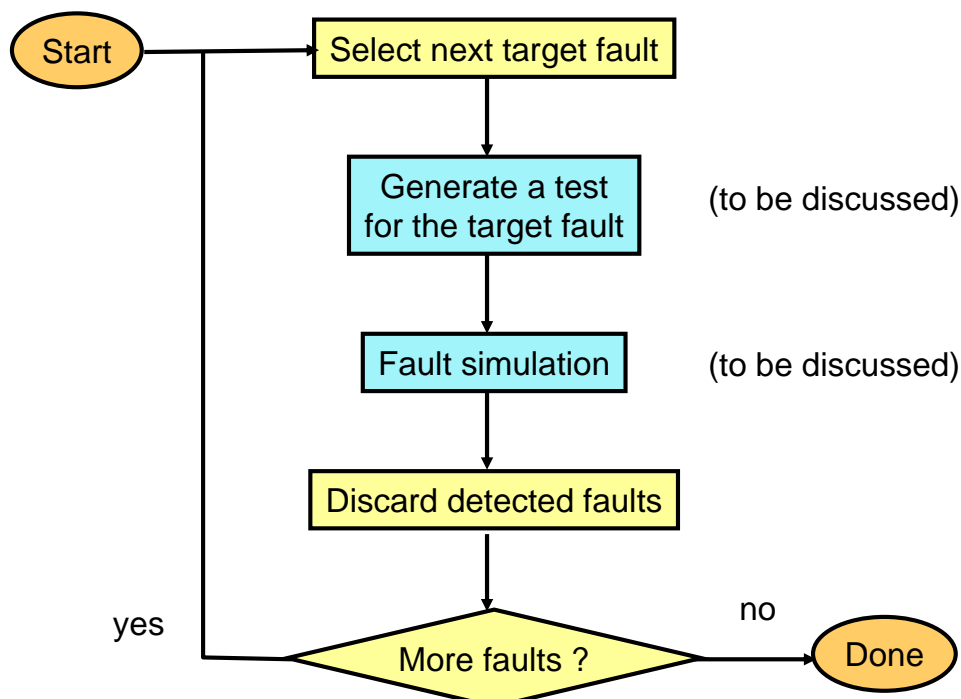 Start
Select next target fault
Generate a test
for the target fault
(to be discussed)
Fault simulation
(to be discussed)
Discard detected faults
yes
More faults ?
no
Done